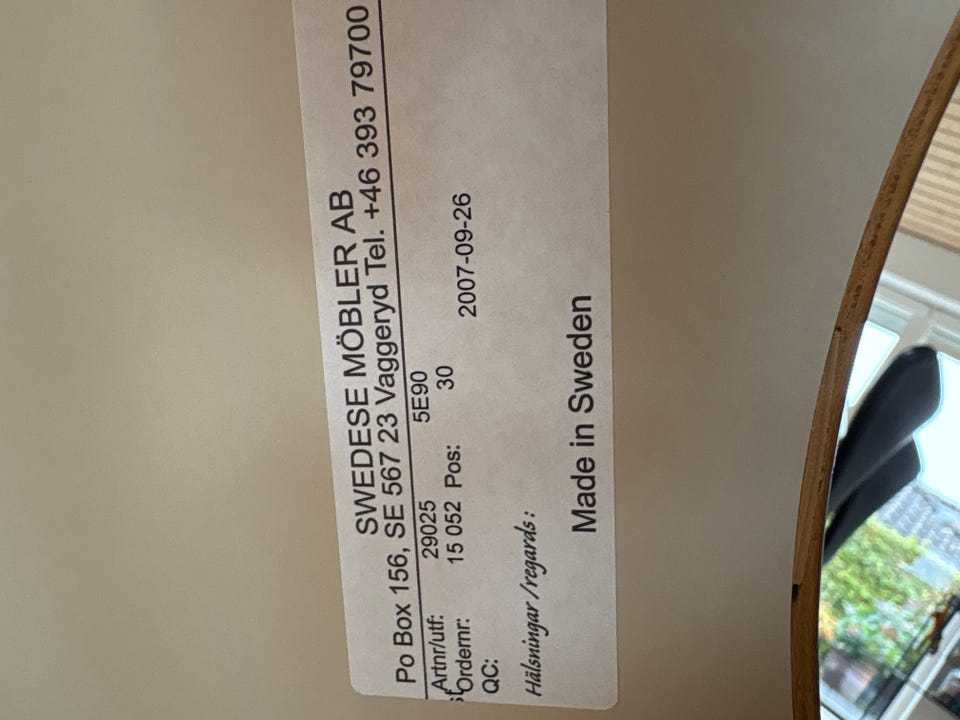 SWEDESE MÖBLER AB
Po Box 156, SE 567 23 Vaggeryd Tel. +46 393 79700
Artnr/utf: 29025 5E90
Ordernr: 15 052 Pos: 30 2007-09-26
QC:
Hälsningar /regards:
Made in Sweden